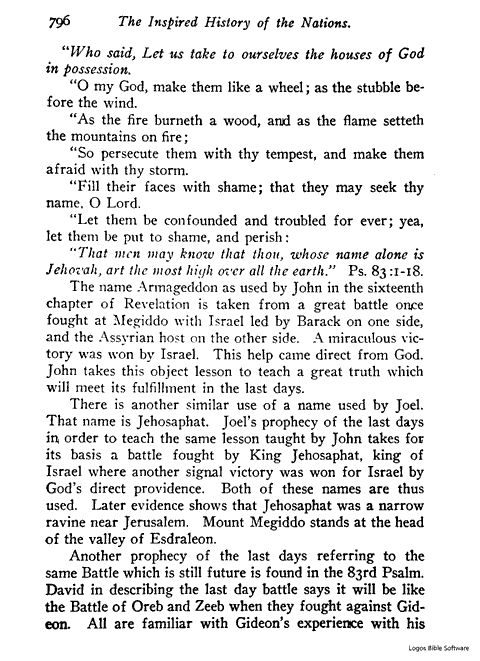 796 The Inspired History of the Nations.
"Who said, Let us take to ourselves the houses of God
in possession.
"O my God, make them like a wheel; as the stubble be-
fore the wind.
"As the fire burneth a wood, and as the flame setteth
the mountains on fire;
"So persecute them with thy tempest, and make them
afraid with thy storm.
"Fill their faces with shame; that they may seek thy
name, O Lord.
"Let them be confounded and troubled for ever; yea,
let them be put to shame, and perish:
"That men may know that thou, whose name alone is
Jehovah, art the most high over all the earth." Ps. 83:1-18.
The name Armageddon as used by John in the sixteenth
chapter of Revelation is taken from a great battle once
fought at Megiddo with Israel led by Barack on one side,
and the Assyrian host on the other side. A miraculous vic-
tory was won by Israel. This help came direct from God.
John takes this object lesson to teach a great truth which
will meet its fulfillment in the last days.
There is another similar use of a name used by Joel.
That name is Jehosaphat. Joel's prophecy of the last days
in order to teach the same lesson taught by John takes for
its basis a battle fought by King Jehosaphat, king of
Israel where another signal victory was won for Israel by
God's direct providence. Both of these names are thus
used. Later evidence shows that Jehosaphat was a narrow
ravine near Jerusalem. Mount Megiddo stands at the head
of the valley of Esdraleon.
Another prophecy of the last days referring to the
same Battle which is still future is found in the 83rd Psalm.
David in describing the last day battle says it will be like
the Battle of Oreb and Zeeb when they fought against Gid-
eon. All are familiar with Gideon's experience with his
Logos Bible Software